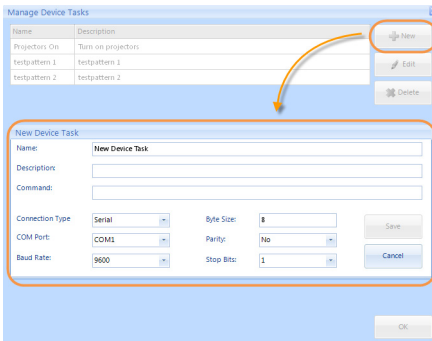 Manage Device Tasks
Name Description
Projectors On Turn on projectors
testpattern 1 testpattern 1
testpattern 2 testpattern 2
New
Edit
Delete
New Device Task
Name: New Device Task
Description:
Command:
Connection Type Serial Byte Size: 8
COM Port: COM1 Parity: No
Baud Rate: 9600 Stop Bits: 1
Save
Cancel
OK